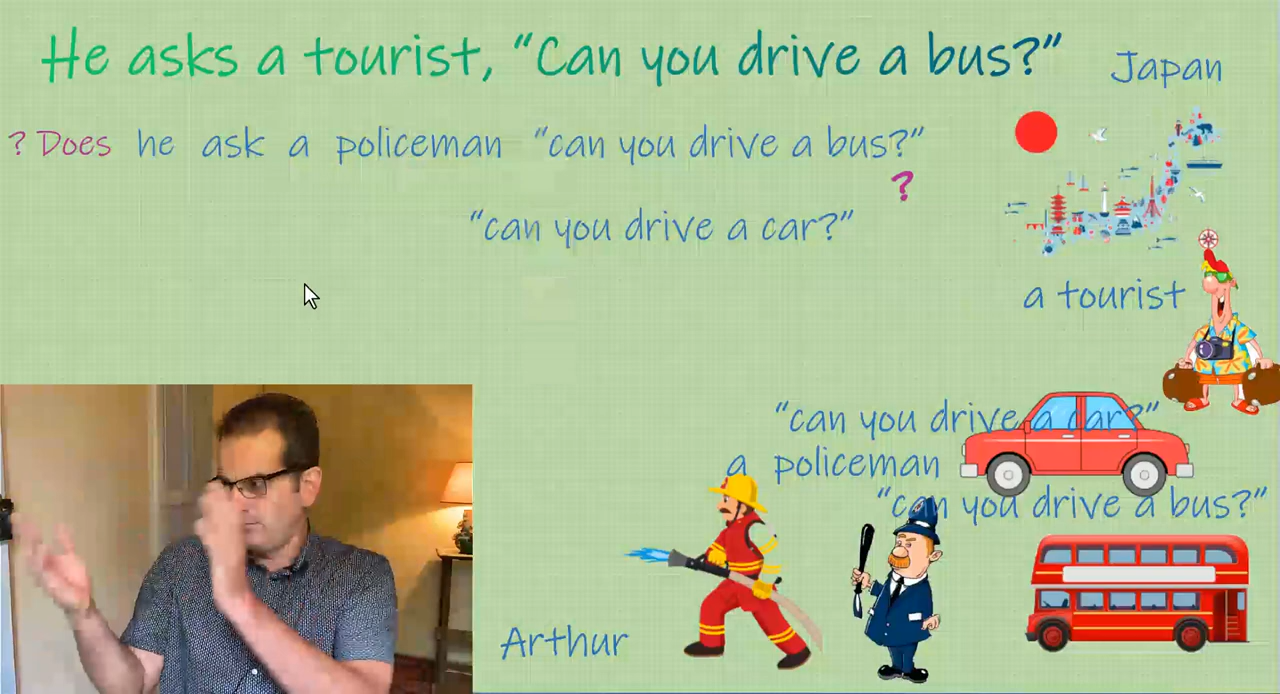 He asks a tourist, “Can you drive a bus?”
Japan
? Does he ask a policeman “can you drive a bus?”
?
“can you drive a car?”
a tourist
“can you drive a car?”
a policeman
“can you drive a bus?”
Arthur